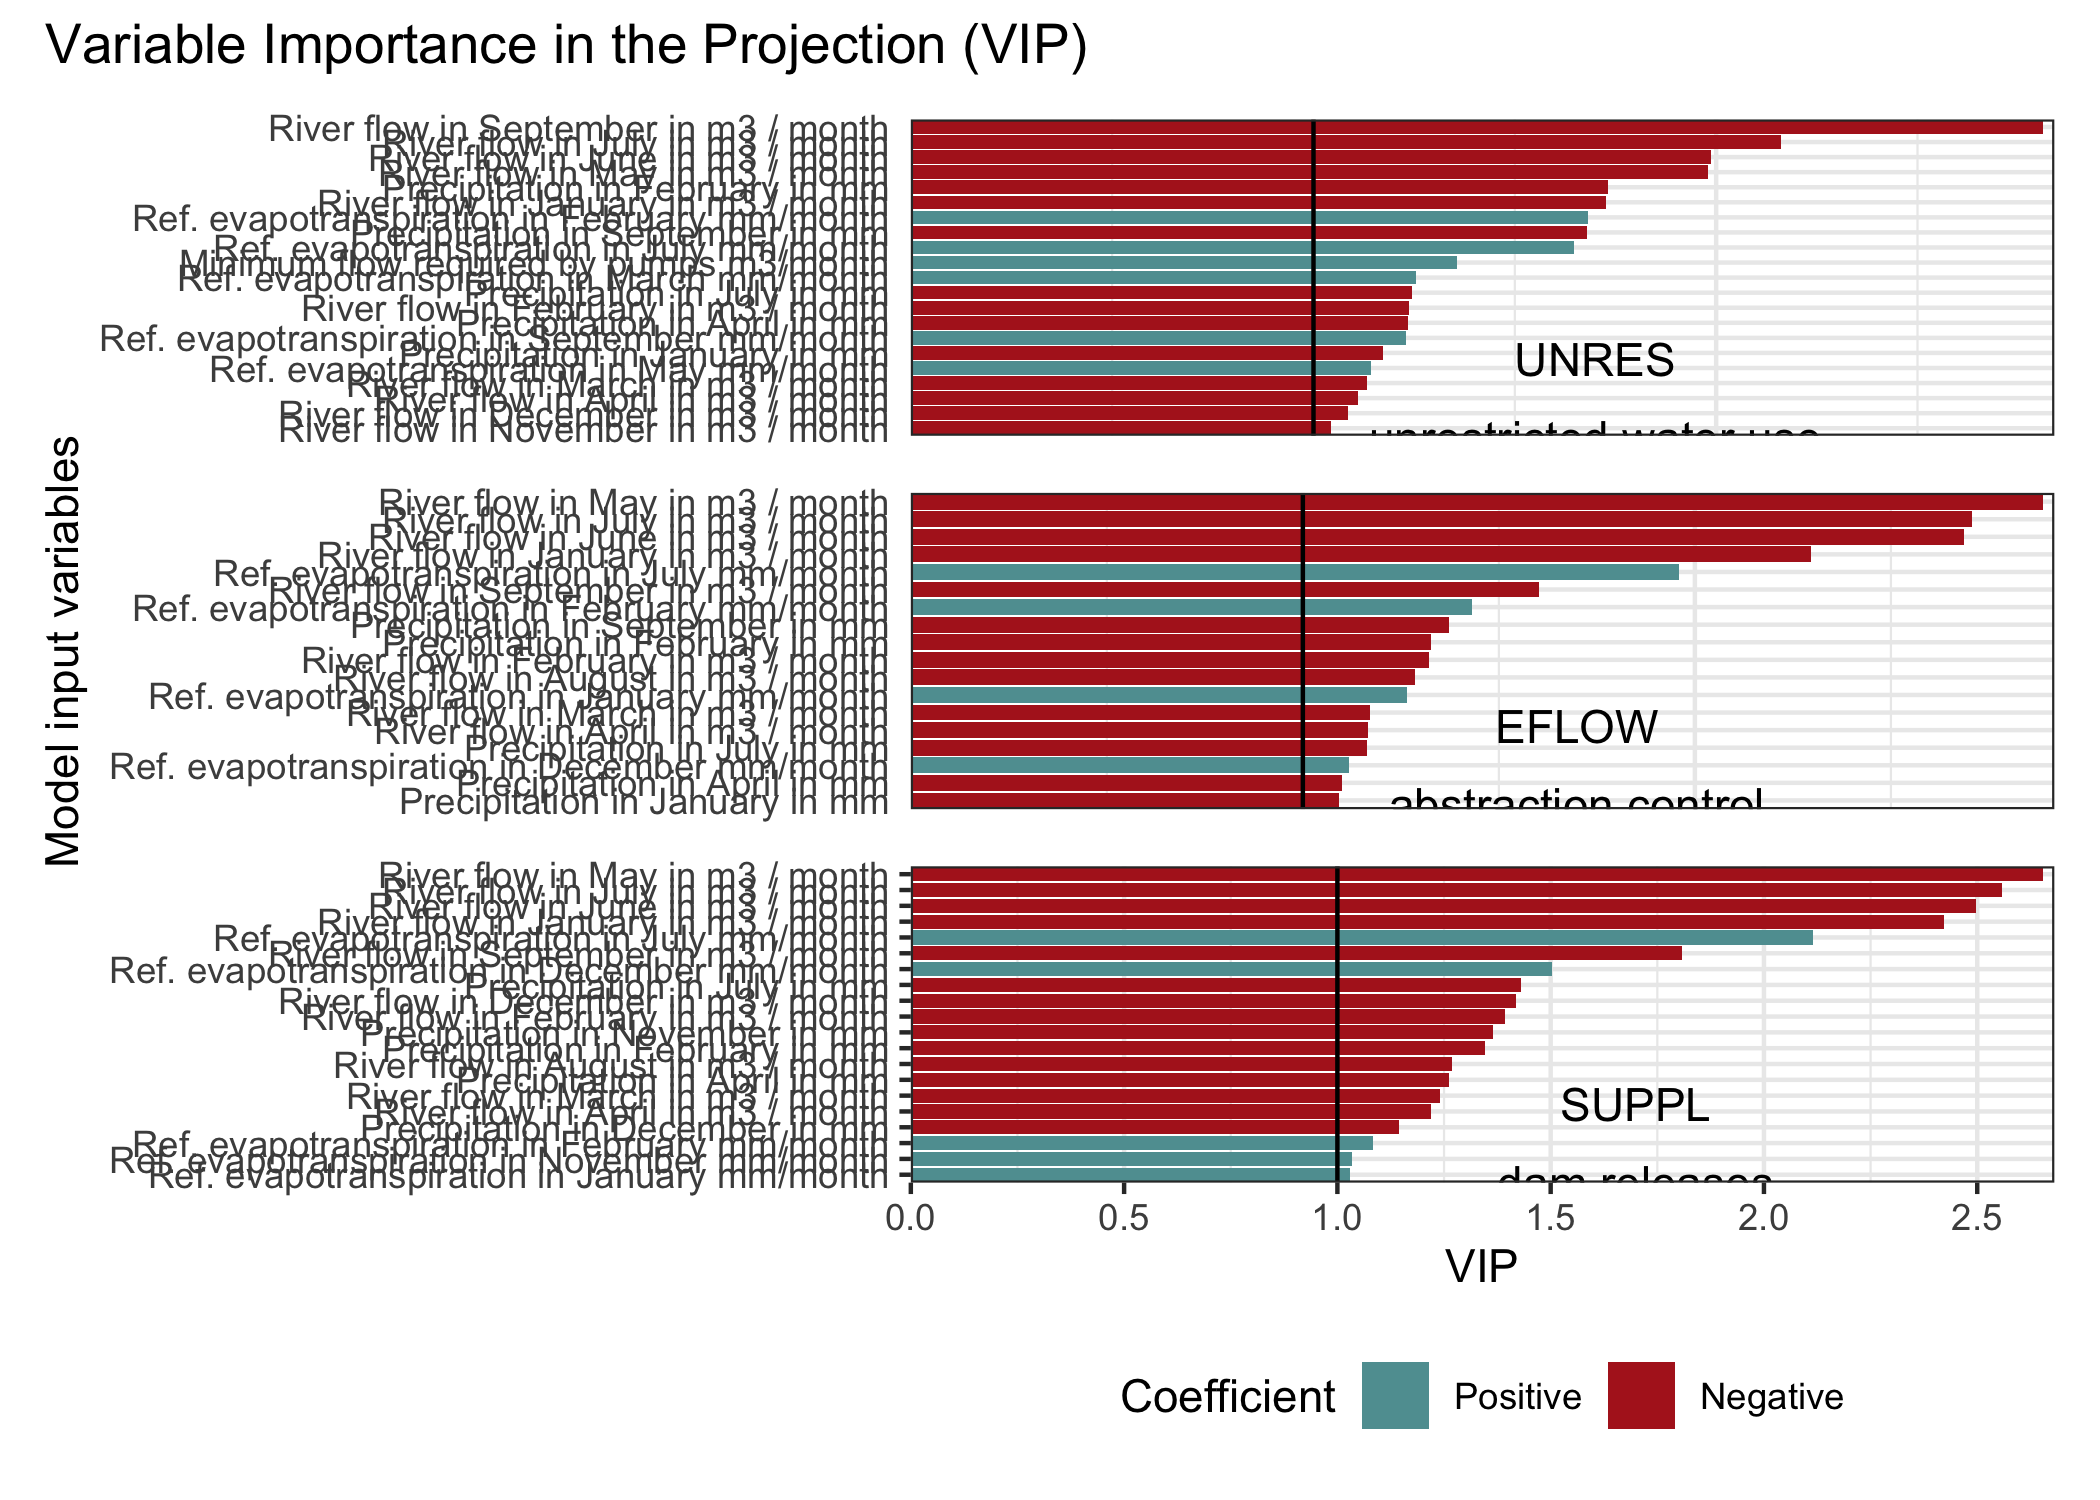 Variable Importance in the Projection (VIP)
Model input variables
River flow in September in m3 / month
River flow in July in m3 / month
River flow in June in m3 / month
River flow in May in m3 / month
Precipitation in February in mm
River flow in January in m3 / month
Ref. evapotranspiration in February mm/month
Precipitation in September in mm
Ref. evapotranspiration in July mm/month
Minimum flow required by pumps m3/month
Ref. evapotranspiration in March mm/month
Precipitation in July in mm
River flow in February in m3 / month
Precipitation in April in mm
Ref. evapotranspiration in September mm/month
Precipitation in January in mm
Ref. evapotranspiration in May mm/month
River flow in March in m3 / month
River flow in April in m3 / month
River flow in December in m3 / month
River flow in November in m3 / month
UNRES
unrestricted water use
River flow in May in m3 / month
River flow in July in m3 / month
River flow in June in m3 / month
River flow in January in m3 / month
Ref. evapotranspiration in July mm/month
River flow in September in m3 / month
Ref. evapotranspiration in February mm/month
Precipitation in September in mm
Precipitation in February in mm
River flow in February in m3 / month
River flow in August in m3 / month
Ref. evapotranspiration in January mm/month
River flow in March in m3 / month
River flow in April in m3 / month
Precipitation in July in mm
Ref. evapotranspiration in December mm/month
Precipitation in April in mm
Precipitation in January in mm
EFLOW
abstraction control
River flow in May in m3 / month
River flow in July in m3 / month
River flow in June in m3 / month
River flow in January in m3 / month
Ref. evapotranspiration in July mm/month
River flow in September in m3 / month
Ref. evapotranspiration in December mm/month
Precipitation in July in mm
River flow in December in m3 / month
River flow in February in m3 / month
Precipitation in November in mm
Precipitation in February in mm
River flow in August in m3 / month
Precipitation in April in mm
River flow in March in m3 / month
River flow in April in m3 / month
Precipitation in December in mm
Ref. evapotranspiration in February mm/month
Ref. evapotranspiration in November mm/month
Ref. evapotranspiration in January mm/month
SUPPL
dam releases
0.0 0.5 1.0 1.5 2.0 2.5
VIP
Coefficient Positive Negative